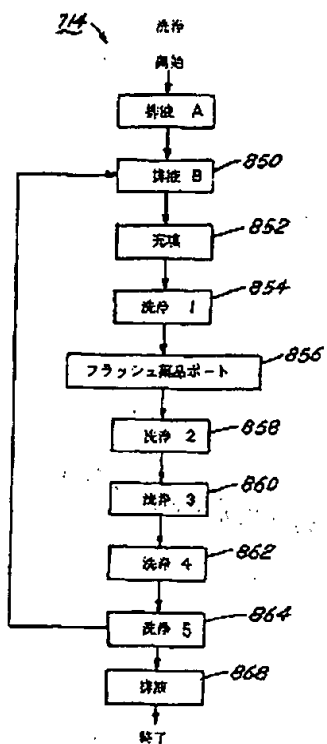 714
洗浄
開始
排液 A
排液 B
850
充填
852
洗浄 1
854
フラッシュ薬品ポート
856
洗浄 2
858
洗浄 3
860
洗浄 4
862
洗浄 5
864
排液
868
終了